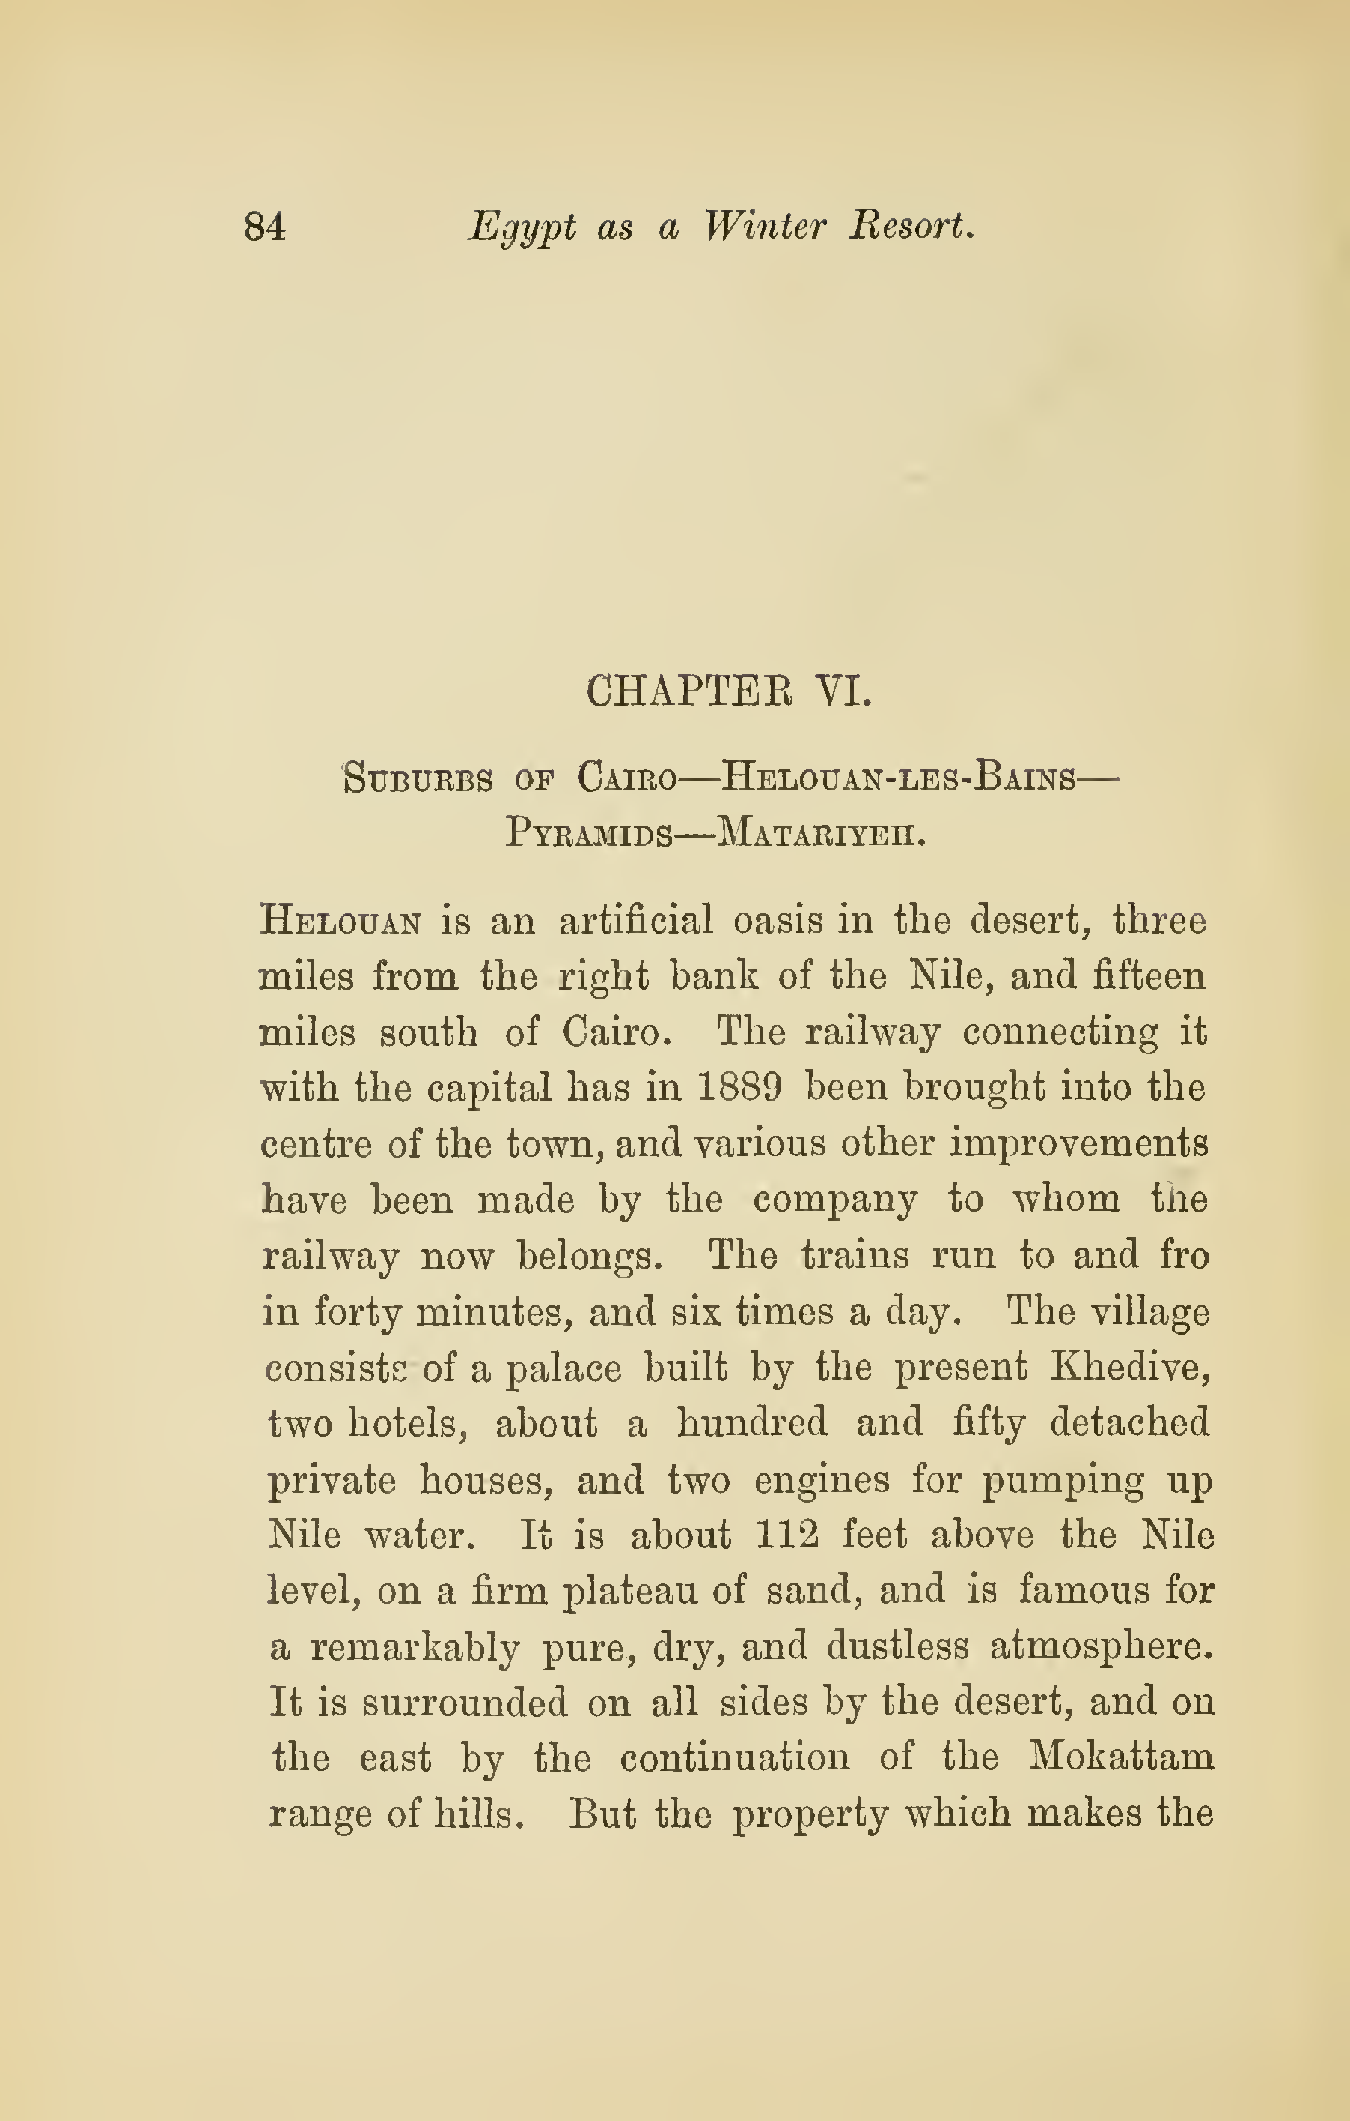 84 Egypt as a Winter Resort.
CHAPTER VI.
Suburbs of Cairo—Helouan-les-Bains—
Pyramids—Matariyeh.
Helouan is an artificial oasis in the desert, three
miles from the right bank of the Nile, and fifteen
miles south of Cairo. The railway connecting it
with the capital has in 1889 been brought into the
centre of the town, and various other improvements
have been made by the company to whom the
railway now belongs. The trains run to and fro
in forty minutes, and six times a day. The village
consists of a palace built by the present Khedive,
two hotels, about a hundred and fifty detached
private houses, and two engines for pumping up
Nile water. It is about 112 feet above the Nile
level, on a firm plateau of sand, and is famous for
a remarkably pure, dry, and dustless atmosphere.
It is surrounded on all sides by the desert, and on
the east by the continuation of the Mokattam
range of hills. But the property which makes the